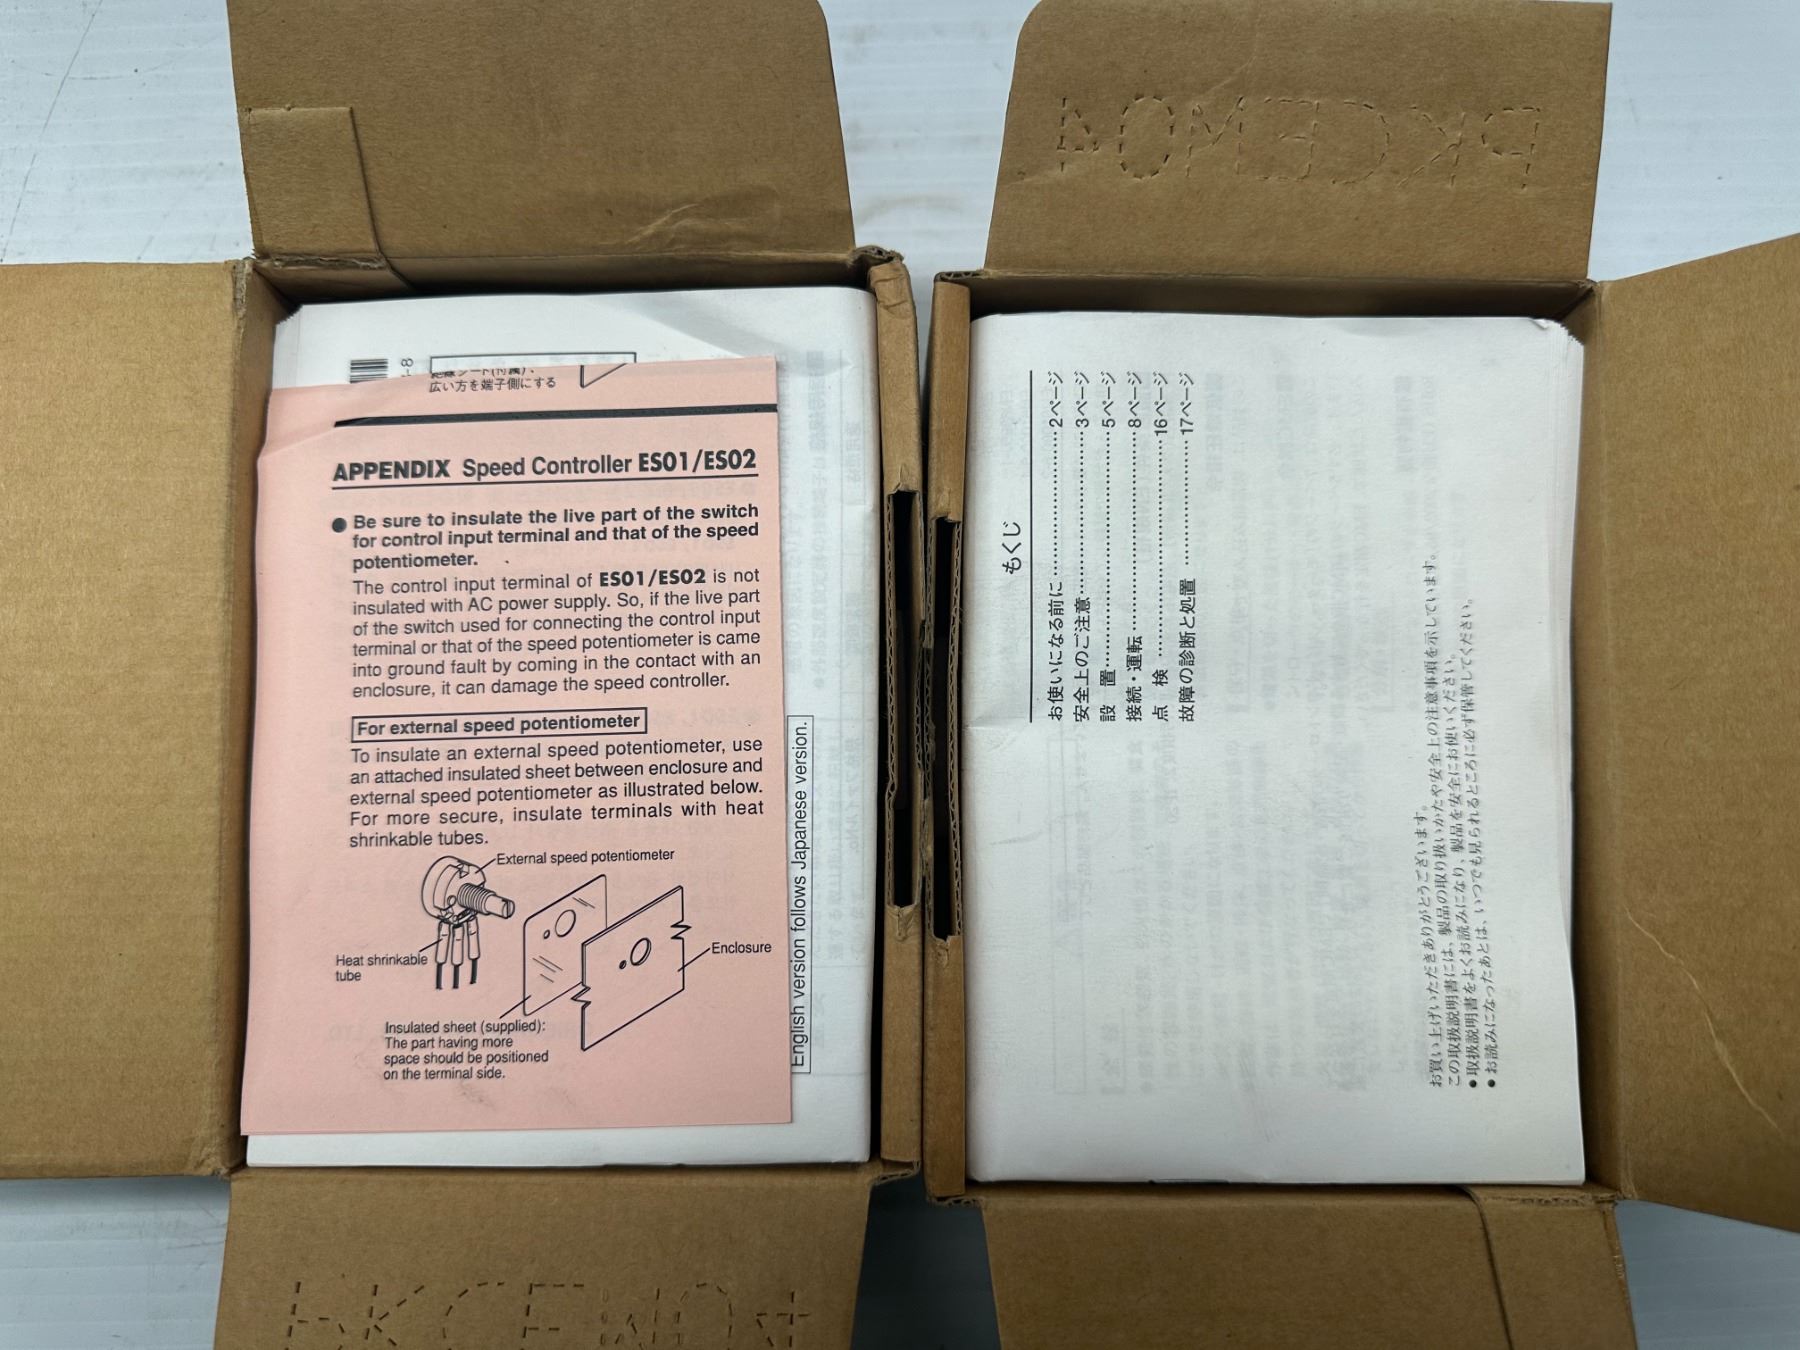 -8
広い方を端子側にする
APPENDIX Speed Controller ES01/ES02
● Be sure to insulate the live part of the switch
for control input terminal and that of the speed
potentiometer.
The control input terminal of ES01/ES02 is not
insulated with AC power supply. So, if the live part
of the switch used for connecting the control input
terminal or that of the speed potentiometer is came
into ground fault by coming in the contact with an
enclosure, it can damage the speed controller.
For external speed potentiometer
To insulate an external speed potentiometer, use
an attached insulated sheet between enclosure and
external speed potentiometer as illustrated below.
For more secure, insulate terminals with heat
shrinkable tubes.
External speed potentiometer
Heat shrinkable
tube
Enclosure
Insulated sheet (supplied):
The part having more
space should be positioned
on the terminal side.
English version follows Japanese version.
もくじ
お使いになる前に……………………2ページ
安全上のご注意………………………3ページ
設 置……………………………5ページ
接続・運転……………………………8ページ
点 検……………………………16ページ
故障の診断と処置……………………17ページ
お買い上げいただきありがとうございます。
この取扱説明書には、製品の取り扱いかたや安全上の注意事項を示しています。
●取扱説明書をよくお読みになり、製品を安全にお使いください。
●お読みになったあとは、いつでも見られるところに必ず保管してください。
PKCEMO4